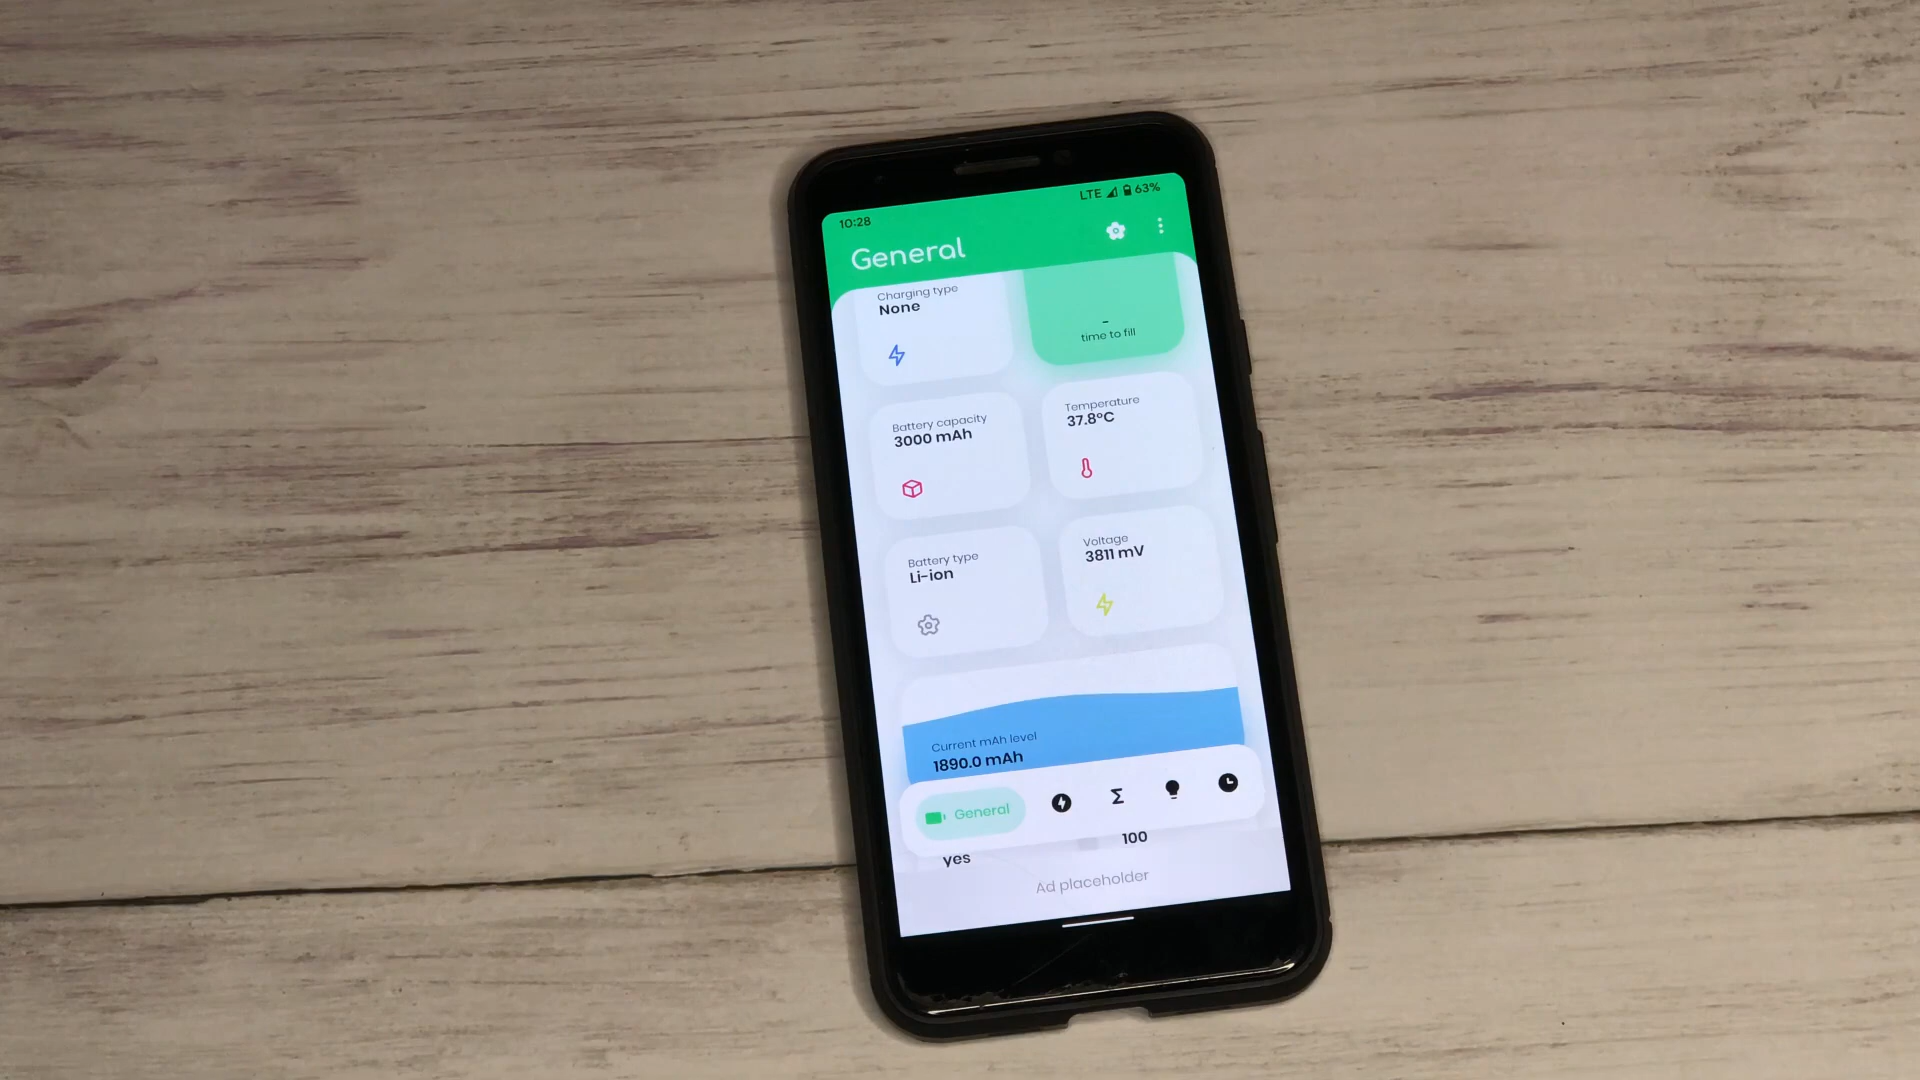 10:28
LTE 63%
General
Charging type
None
-
time to fill
Battery capacity
3000 mAh
Temperature
37.8°C
Battery type
Li-ion
Voltage
3811 mV
Current mAh level
1890.0 mAh
General
yes
100
Ad placeholder